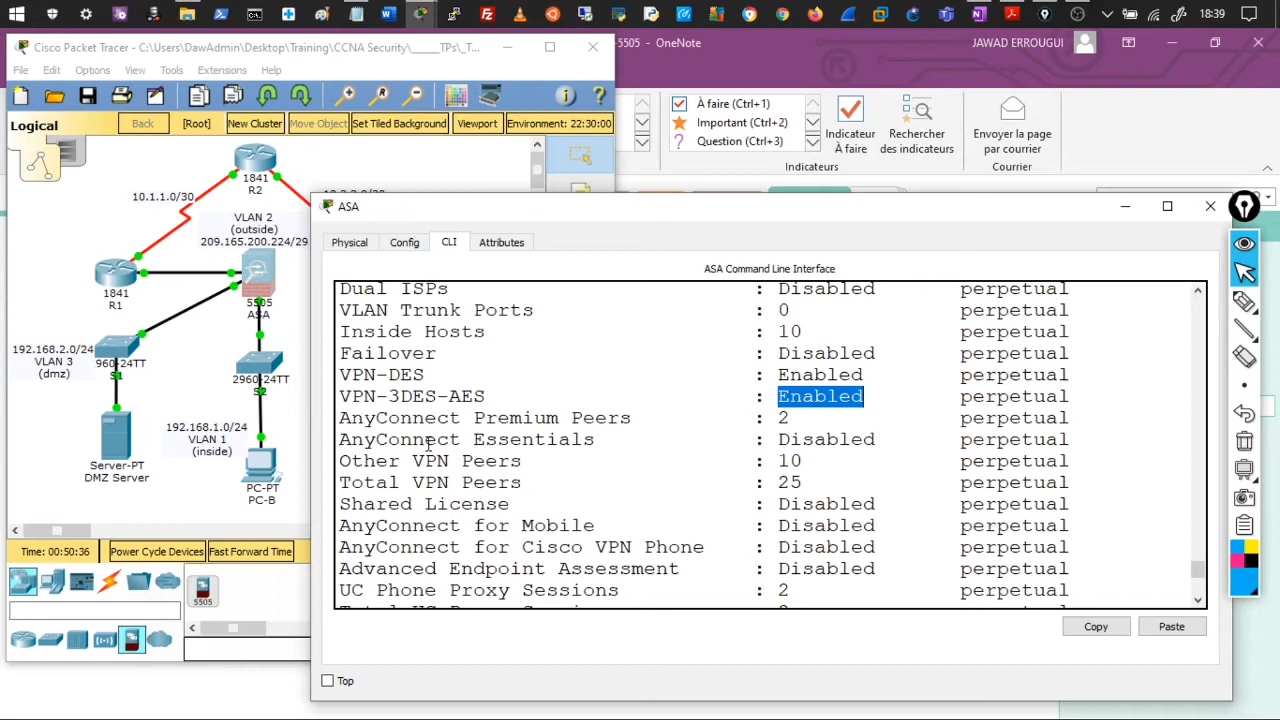 18:39
Cisco Packet Tracer - C:\Users\DawAdmin\Desktop\Training\CCNA Security\_____TPs\_T...
-5505 - OneNote
JAWAD ERROUGUI
File Edit Options View Tools Extensions Help
Logical
Back
[Root]
New Cluster
Move Object
Set Tiled Background
Viewport
Environment: 22:30:00
À faire (Ctrl+1)
Important (Ctrl+2)
Question (Ctrl+3)
Indicateur
À faire
Rechercher
des indicateurs
Envoyer la page
par courrier
Indicateurs
Courrier
1841
R2
10.1.1.0/30
VLAN 2
(outside)
209.165.200.224/29
1841
R1
5505
ASA
192.168.2.0/24
VLAN 3
(dmz)
960-24TT
S1
2960-24TT
S2
192.168.1.0/24
VLAN 1
(inside)
Server-PT
DMZ Server
PC-PT
PC-B
Time: 00:50:36
Power Cycle Devices
Fast Forward Time
5505
ASA
Physical
Config
CLI
Attributes
ASA Command Line Interface
Dual ISPs : Disabled perpetual
VLAN Trunk Ports : 0 perpetual
Inside Hosts : 10 perpetual
Failover : Disabled perpetual
VPN-DES : Enabled perpetual
VPN-3DES-AES : Enabled perpetual
AnyConnect Premium Peers : 2 perpetual
AnyConnect Essentials : Disabled perpetual
Other VPN Peers : 10 perpetual
Total VPN Peers : 25 perpetual
Shared License : Disabled perpetual
AnyConnect for Mobile : Disabled perpetual
AnyConnect for Cisco VPN Phone : Disabled perpetual
Advanced Endpoint Assessment : Disabled perpetual
UC Phone Proxy Sessions : 2 perpetual
Copy
Paste
Top